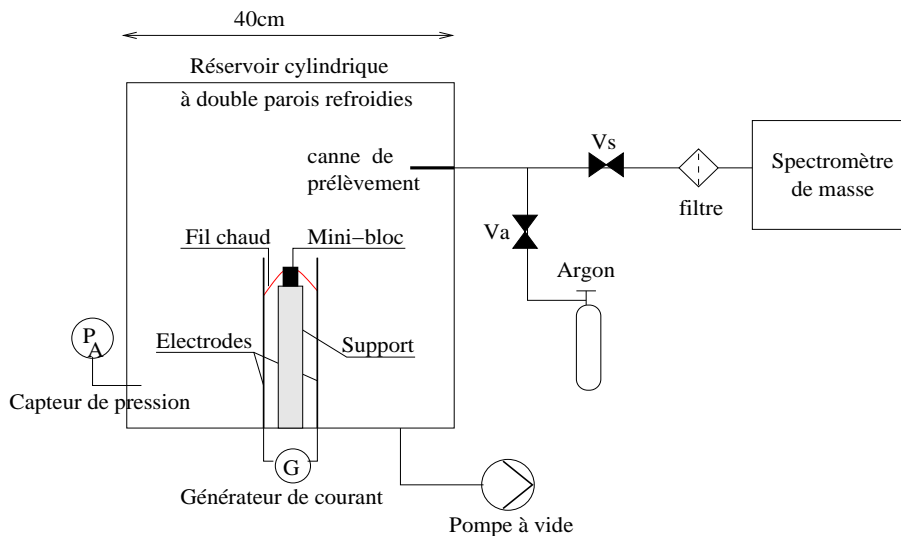 40cm
Réservoir cylindrique
à double parois refroidies
canne de
prélèvement
Vs
Spectromètre
de masse
filtre
Va
Argon
Fil chaud
Mini−bloc
P
A
Electrodes
Support
Capteur de pression
G
Générateur de courant
Pompe à vide